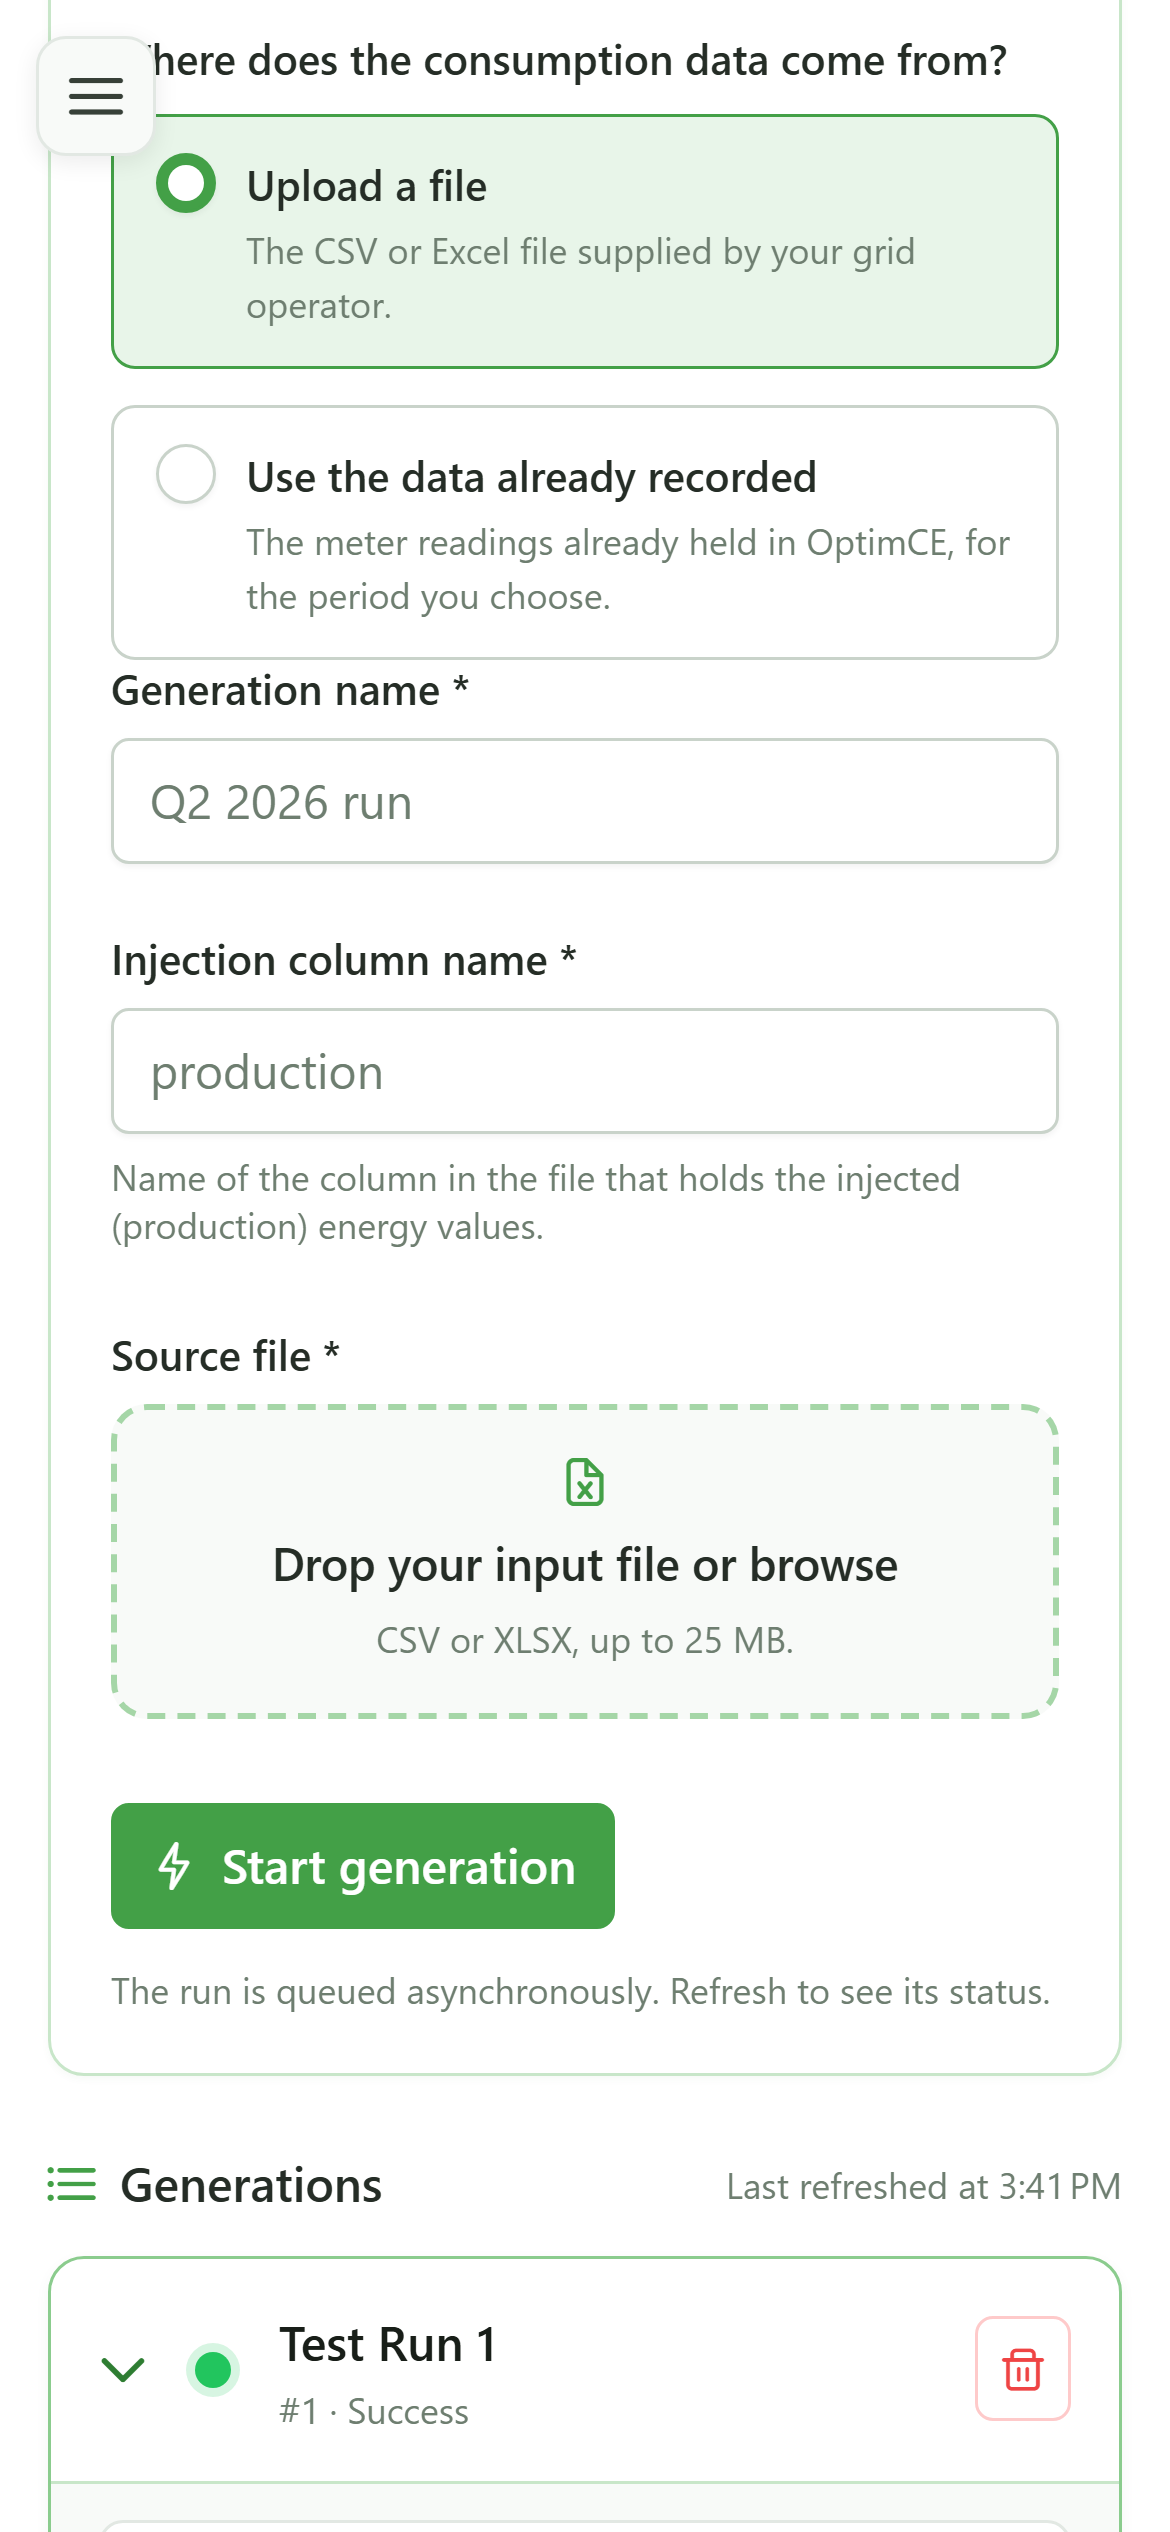 here does the consumption data come from?
Upload a file
The CSV or Excel file supplied by your grid
operator.
Use the data already recorded
The meter readings already held in OptimCE, for
the period you choose.
Generation name *
Q2 2026 run
Injection column name *
production
Name of the column in the file that holds the injected
(production) energy values.
Source file *
Drop your input file or browse
CSV or XLSX, up to 25 MB.
Start generation
The run is queued asynchronously. Refresh to see its status.
Generations
Last refreshed at 3:41 PM
Test Run 1
#1 · Success